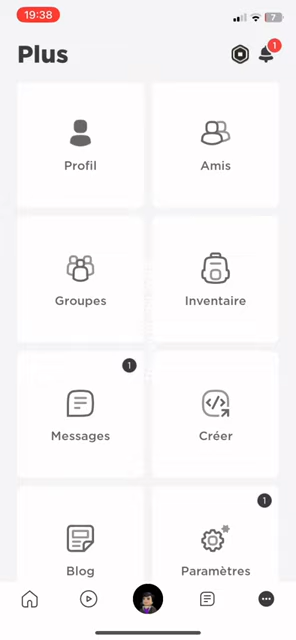 19:38
7
Plus
1
Profil
Amis
Groupes
Inventaire
1
Messages
Créer
1
Blog
Paramètres